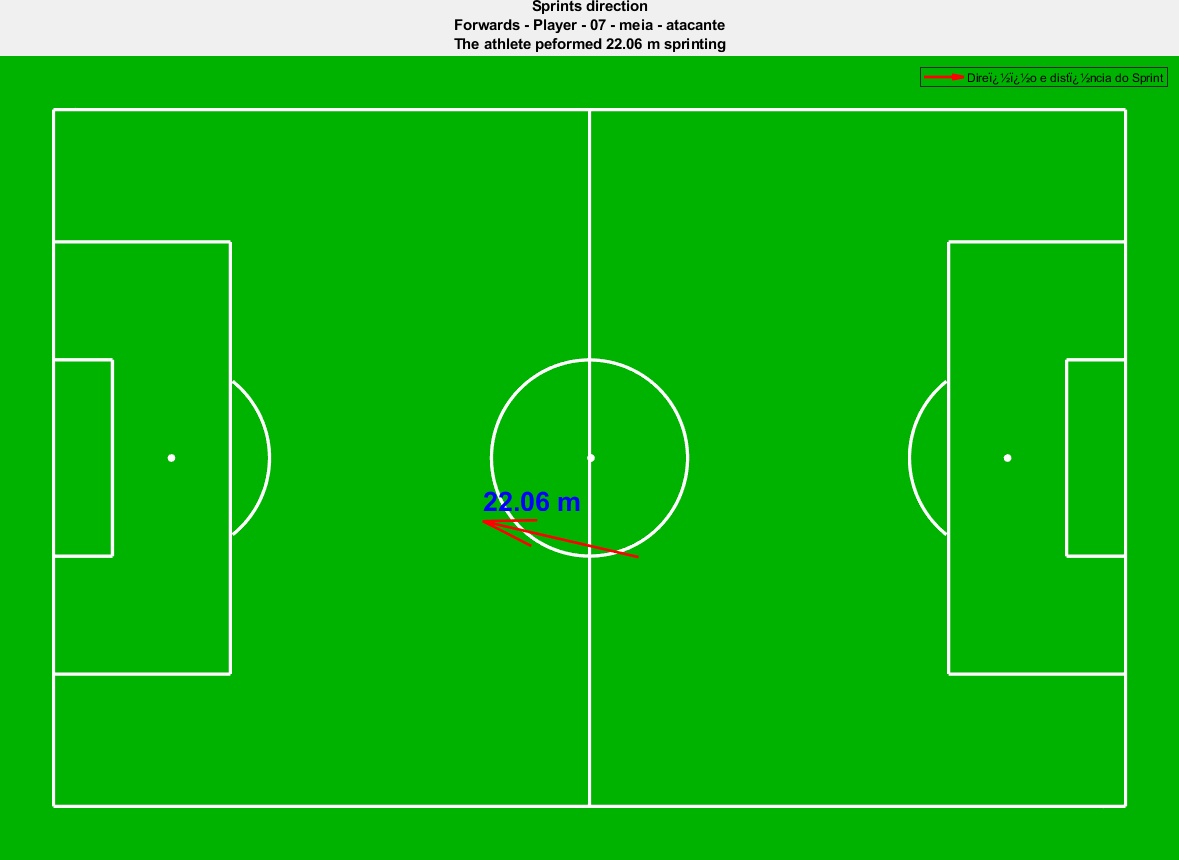 Sprints direction
Forwards - Player - 07 - meia - atacante
The athlete peformed 22.06 m sprinting
Direï¿½ï¿½o e distï¿½ncia do Sprint
22.06 m